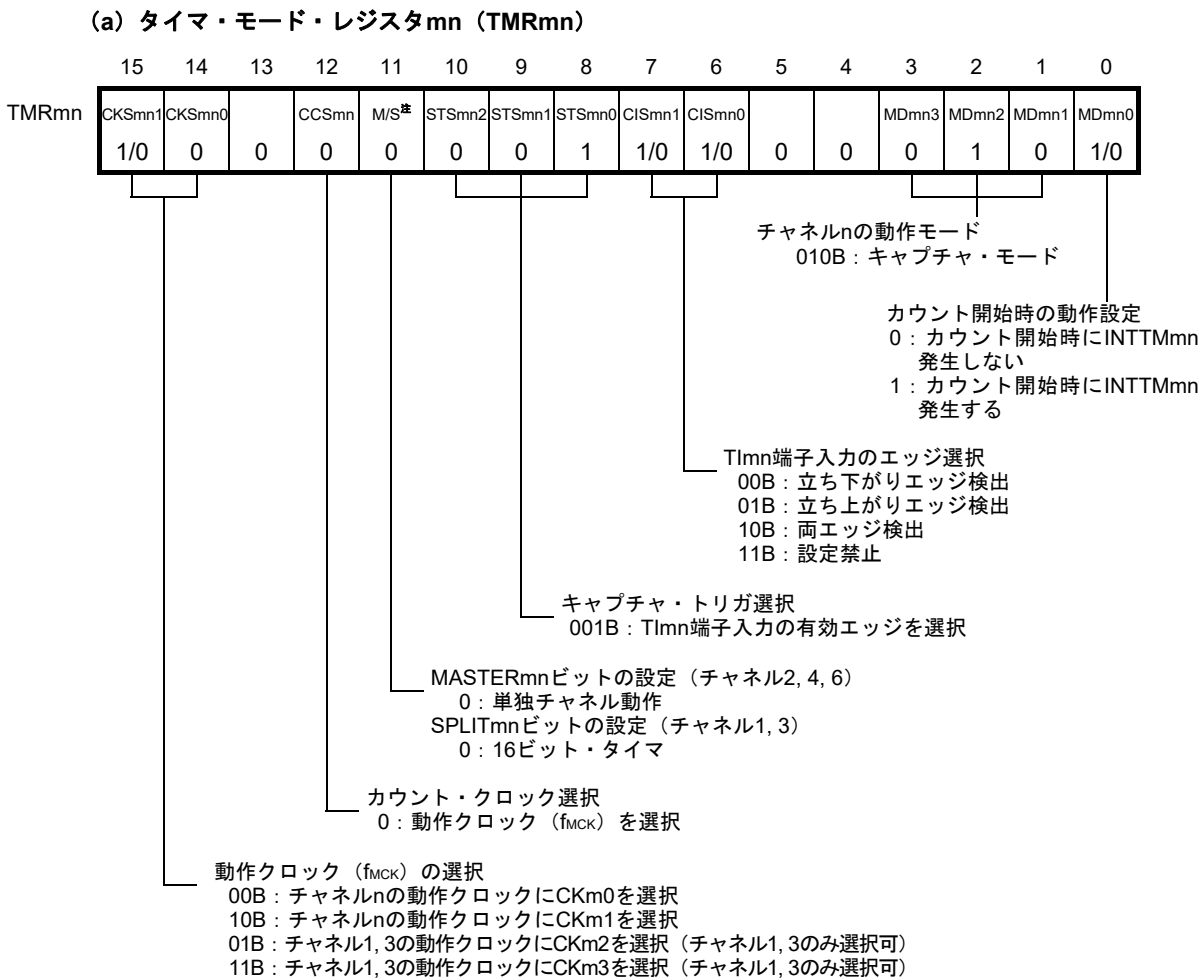 (a) タイマ・モード・レジスタmn（TMRmn）
15 14 13 12 11 10 9 8 7 6 5 4 3 2 1 0
TMRmn CKSmn1 CKSmn0 CCSmn M/S注 STSmn2 STSmn1 STSmn0 CISmn1 CISmn0 MDmn3 MDmn2 MDmn1 MDmn0
1/0 0 0 0 0 0 0 1 1/0 1/0 0 0 0 1 0 1/0
チャネルnの動作モード
010B：キャプチャ・モード
カウント開始時の動作設定
0：カウント開始時にINTTMmn
発生しない
1：カウント開始時にINTTMmn
発生する
TImn端子入力のエッジ選択
00B：立ち下がりエッジ検出
01B：立ち上がりエッジ検出
10B：両エッジ検出
11B：設定禁止
キャプチャ・トリガ選択
001B：TImn端子入力の有効エッジを選択
MASTERmnビットの設定（チャネル2, 4, 6）
0：単独チャネル動作
SPLITmnビットの設定（チャネル1, 3）
0：16ビット・タイマ
カウント・クロック選択
0：動作クロック（fMCK）を選択
動作クロック（fMCK）の選択
00B：チャネルnの動作クロックにCKm0を選択
10B：チャネルnの動作クロックにCKm1を選択
01B：チャネル1, 3の動作クロックにCKm2を選択（チャネル1, 3のみ選択可）
11B：チャネル1, 3の動作クロックにCKm3を選択（チャネル1, 3のみ選択可）